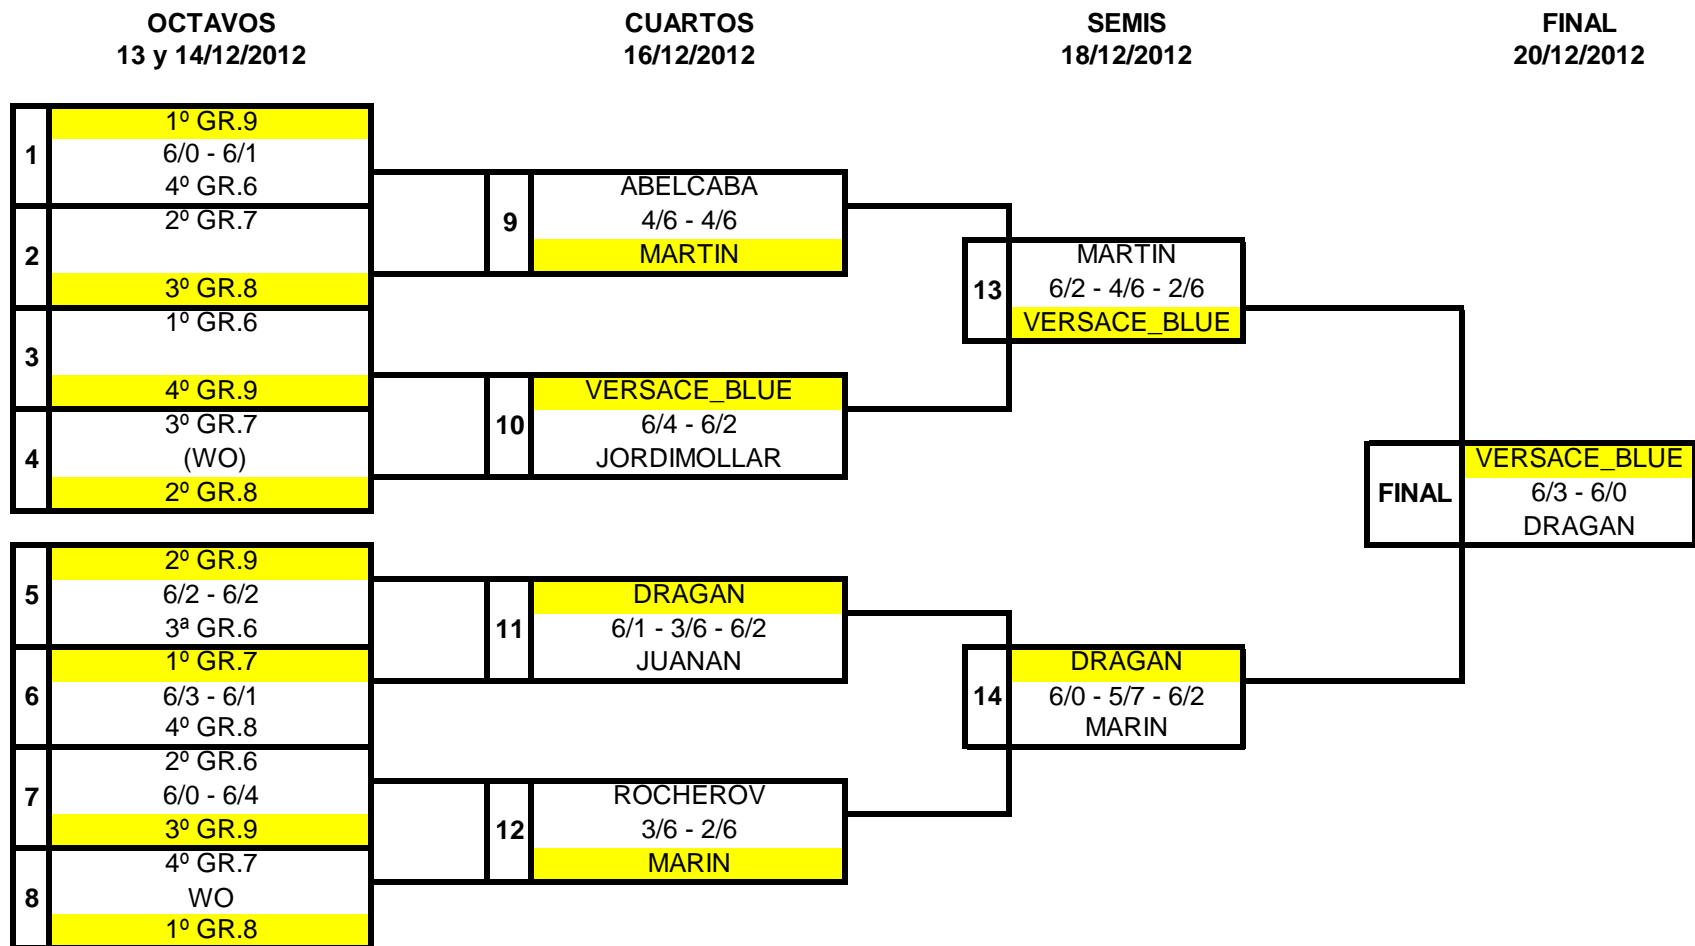 OCTAVOS
13 y 14/12/2012
CUARTOS
16/12/2012
SEMIS
18/12/2012
FINAL
20/12/2012
1
1º GR.9
6/0 - 6/1
4º GR.6
2
2º GR.7
3º GR.8
3
1º GR.6
4º GR.9
4
3º GR.7
(WO)
2º GR.8
5
2º GR.9
6/2 - 6/2
3ª GR.6
6
1º GR.7
6/3 - 6/1
4º GR.8
7
2º GR.6
6/0 - 6/4
3º GR.9
8
4º GR.7
WO
1º GR.8
9
ABELCABA
4/6 - 4/6
MARTIN
10
VERSACE_BLUE
6/4 - 6/2
JORDIMOLLAR
11
DRAGAN
6/1 - 3/6 - 6/2
JUANAN
12
ROCHEROV
3/6 - 2/6
MARIN
13
MARTIN
6/2 - 4/6 - 2/6
VERSACE_BLUE
14
DRAGAN
6/0 - 5/7 - 6/2
MARIN
FINAL
VERSACE_BLUE
6/3 - 6/0
DRAGAN